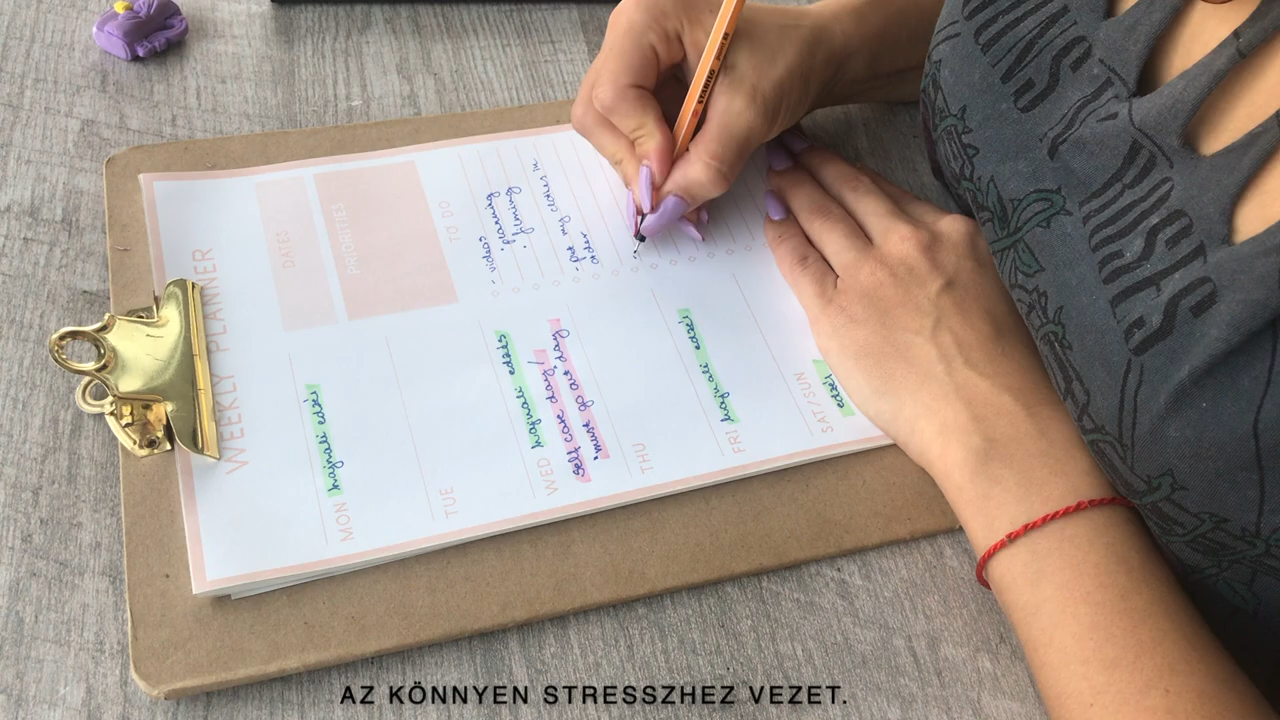 WEEKLY PLANNER
DATES
PRIORITIES
TO DO
- videos
• planning
• filming
- put my clothes in
order
MON hajnali edzés
TUE
WED hajnali edzés
self care day!
*must go out day
THU
FRI hajnali edzés
SAT/SUN
edzés
STABILO
GUNS N' ROSES
AZ KÖNNYEN STRESSZHEZ VEZET.